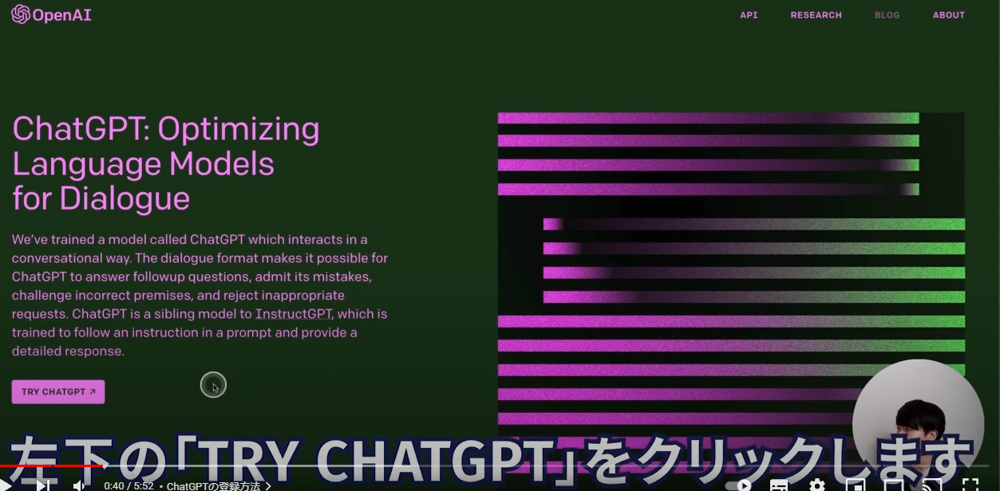 OpenAI
API RESEARCH BLOG ABOUT
ChatGPT: Optimizing
Language Models
for Dialogue
We've trained a model called ChatGPT which interacts in a
conversational way. The dialogue format makes it possible for
ChatGPT to answer followup questions, admit its mistakes,
challenge incorrect premises, and reject inappropriate
requests. ChatGPT is a sibling model to InstructGPT, which is
trained to follow an instruction in a prompt and provide a
detailed response.
TRY CHATGPT ↗
左下の「TRY CHATGPT」をクリックします
0:40 / 5:52 • ChatGPTの登録方法